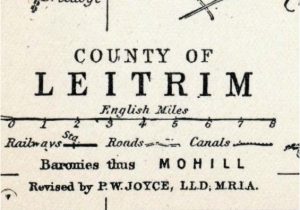 COUNTY OF
LEITRIM
English Miles
0 1 2 3 4 5 6 7 8
Railways Sta Roads Canals
Baronies thus MOHILL
Revised by P.W. JOYCE, LLD, M.R.I.A.